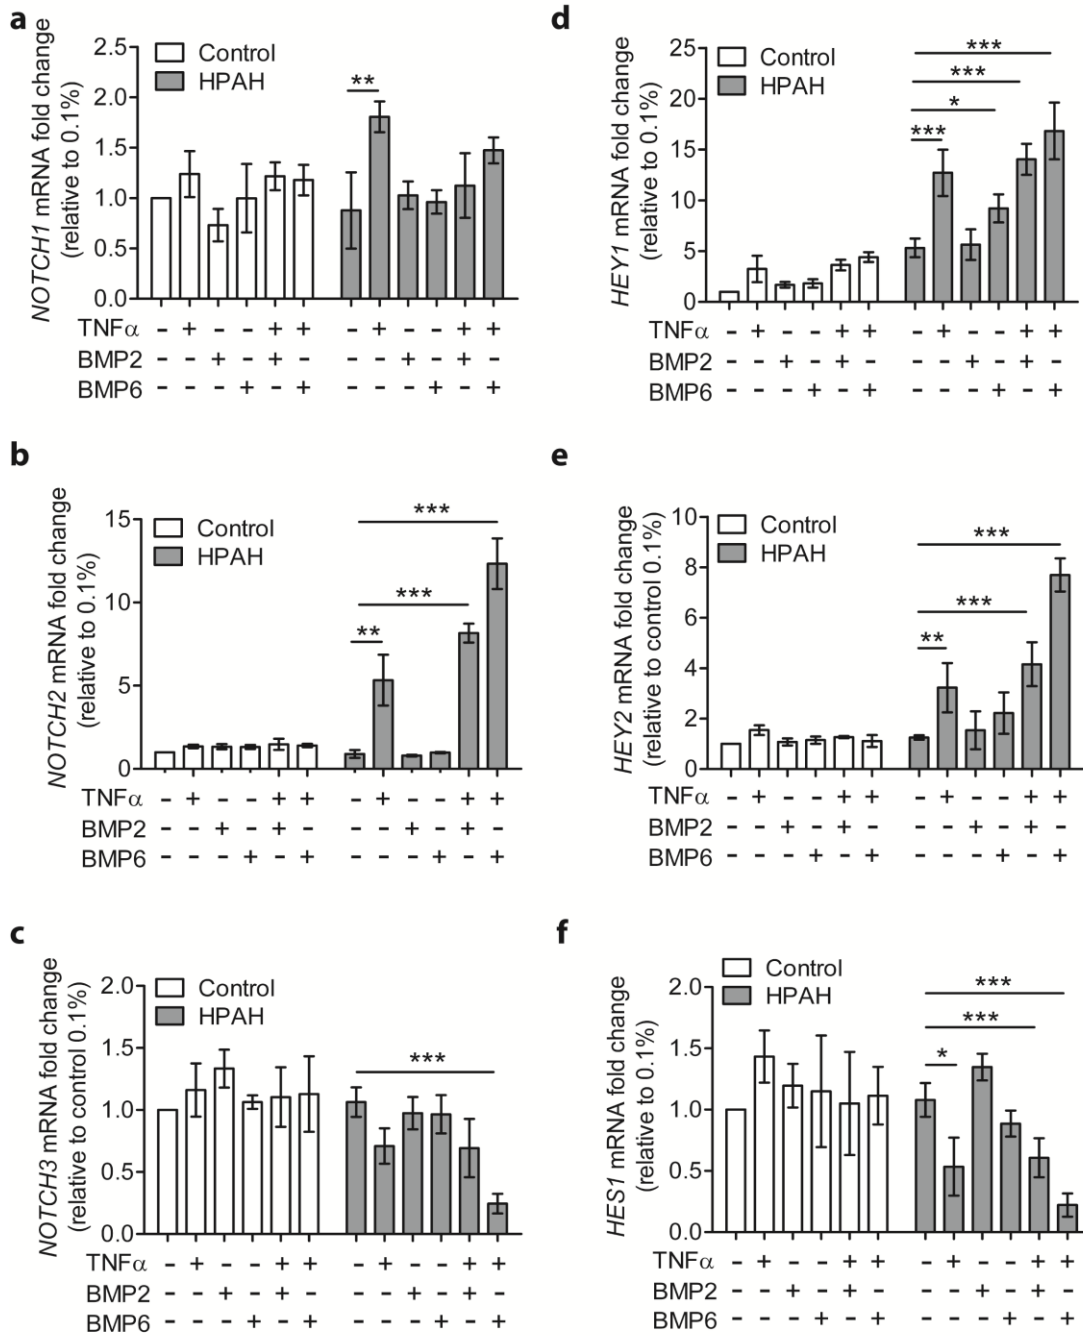 a
NOTCH1 mRNA fold change
(relative to 0.1%)
Control
HPAH
2.5
2.0
1.5
1.0
0.5
0.0
**
TNFα - + - - + + - + - - + +
BMP2 - - + - + - - - + - + -
BMP6 - - - + - + - - - + - +
b
NOTCH2 mRNA fold change
(relative to 0.1%)
Control
HPAH
15
10
5
0
***
***
**
TNFα - + - - + + - + - - + +
BMP2 - - + - + - - - + - + -
BMP6 - - - + - + - - - + - +
c
NOTCH3 mRNA fold change
(relative to control 0.1%)
Control
HPAH
2.0
1.5
1.0
0.5
0.0
***
TNFα - + - - + + - + - - + +
BMP2 - - + - + - - - + - + -
BMP6 - - - + - + - - - + - +
d
HEY1 mRNA fold change
(relative to 0.1%)
Control
HPAH
25
20
15
10
5
0
***
***
*
***
TNFα - + - - + + - + - - + +
BMP2 - - + - + - - - + - + -
BMP6 - - - + - + - - - + - +
e
HEY2 mRNA fold change
(relative to control 0.1%)
Control
HPAH
10
8
6
4
2
0
***
***
**
TNFα - + - - + + - + - - + +
BMP2 - - + - + - - - + - + -
BMP6 - - - + - + - - - + - +
f
HES1 mRNA fold change
(relative to 0.1%)
Control
HPAH
2.0
1.5
1.0
0.5
0.0
***
***
*
TNFα - + - - + + - + - - + +
BMP2 - - + - + - - - + - + -
BMP6 - - - + - + - - - + - +